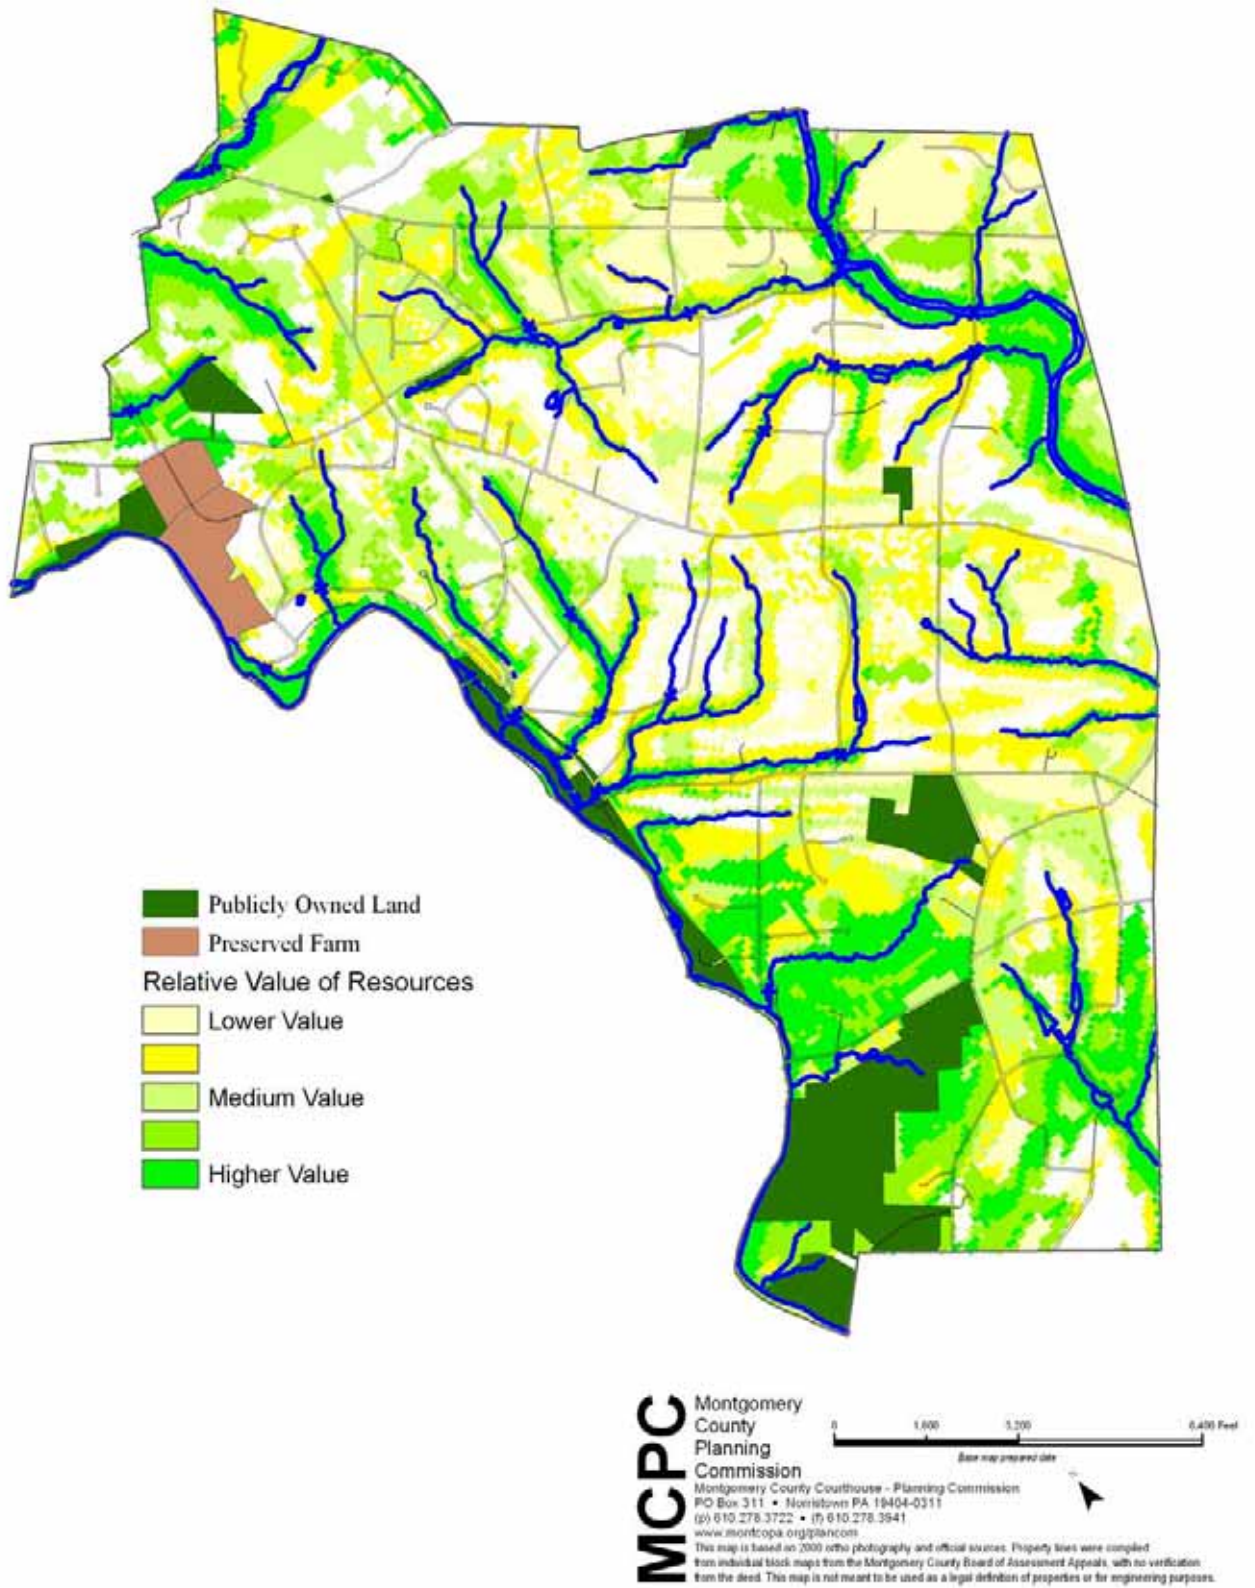 Publicly Owned Land
Preserved Farm
Relative Value of Resources
Lower Value
Medium Value
Higher Value
MCPC
Montgomery
County
Planning
Commission
0 1,600 3,200 6,400 Feet
Base map prepared date
Montgomery County Courthouse - Planning Commission
PO Box 311 • Norristown PA 19404-0311
(p) 610.278.3722 • (f) 610.278.3941
www.montcopa.org/plancom
This map is based on 2000 ortho photography and official sources. Property lines were compiled
from individual block maps from the Montgomery County Board of Assessment Appeals, with no verification
from the deed. This map is not meant to be used as a legal definition of properties or for engineering purposes.